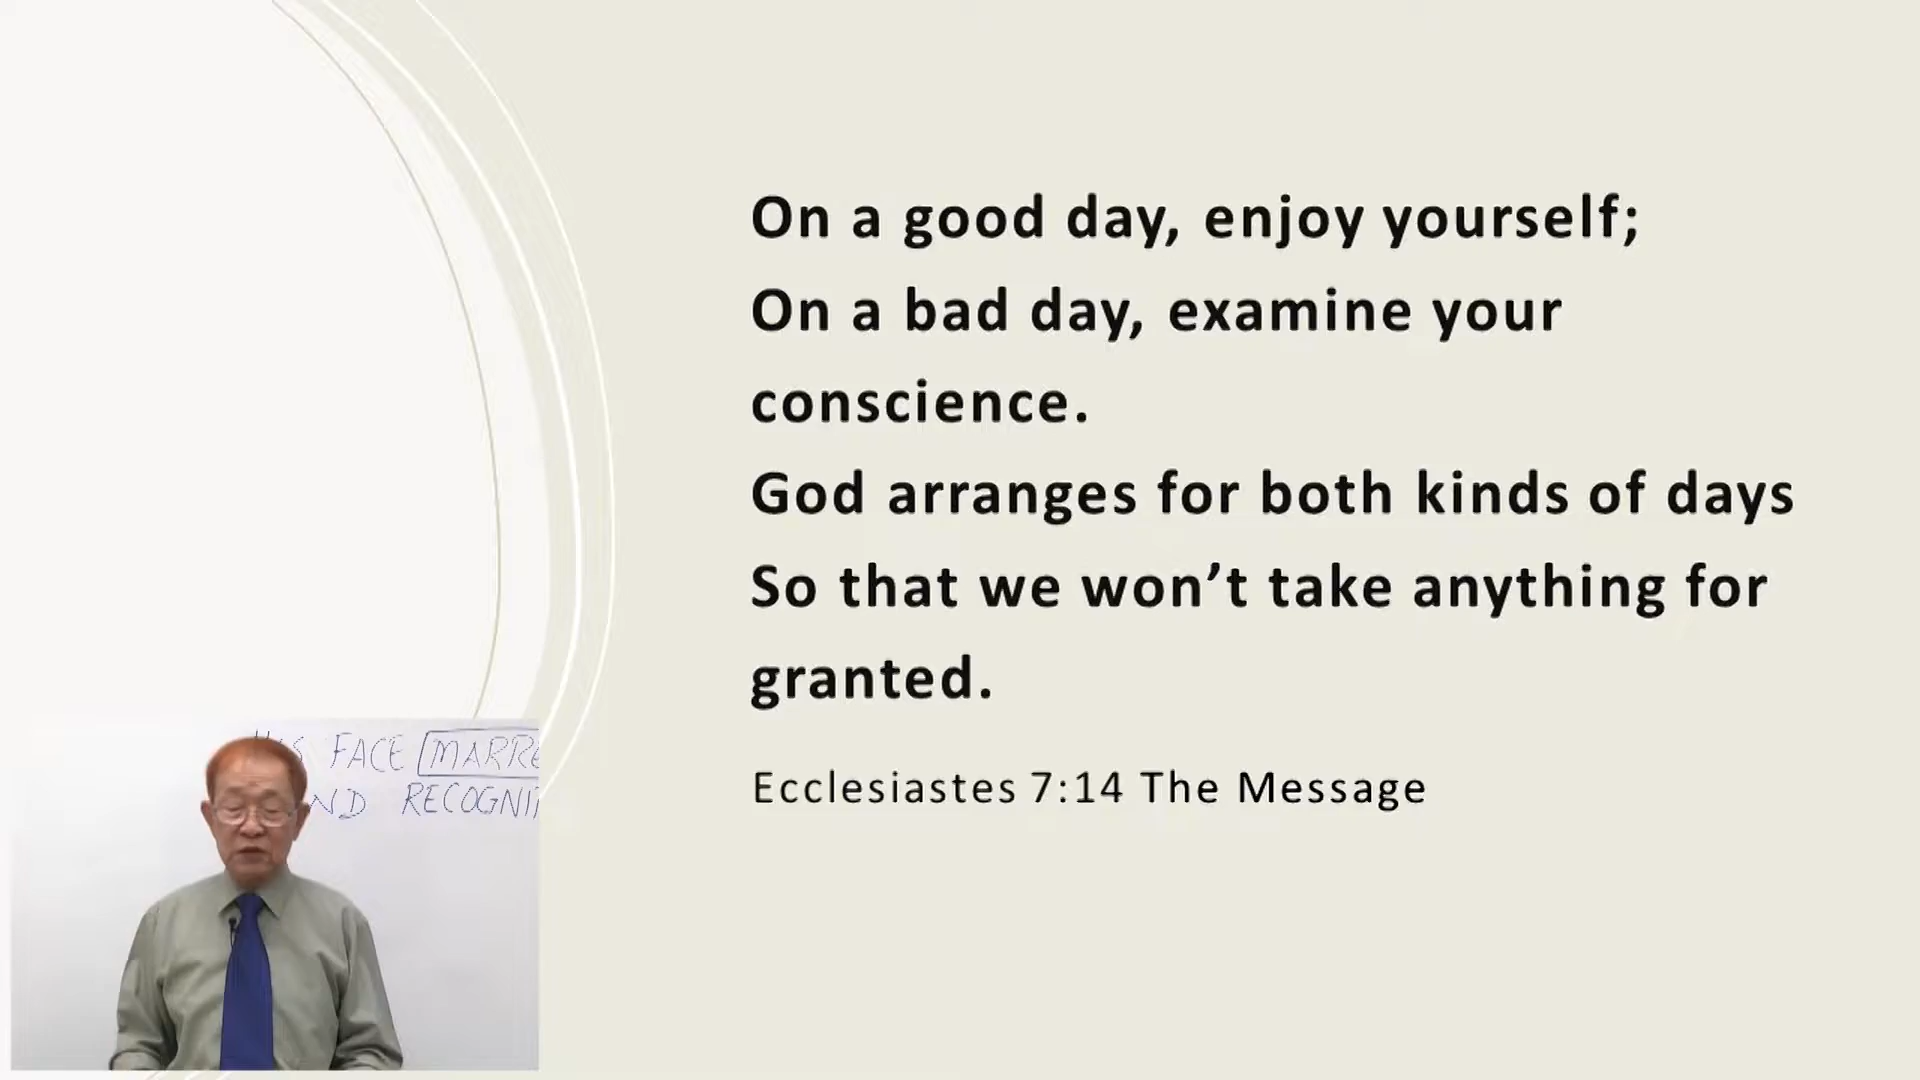 On a good day, enjoy yourself;
On a bad day, examine your
conscience.
God arranges for both kinds of days
So that we won’t take anything for
granted.
Ecclesiastes 7:14 The Message
FACE
RECOGNI